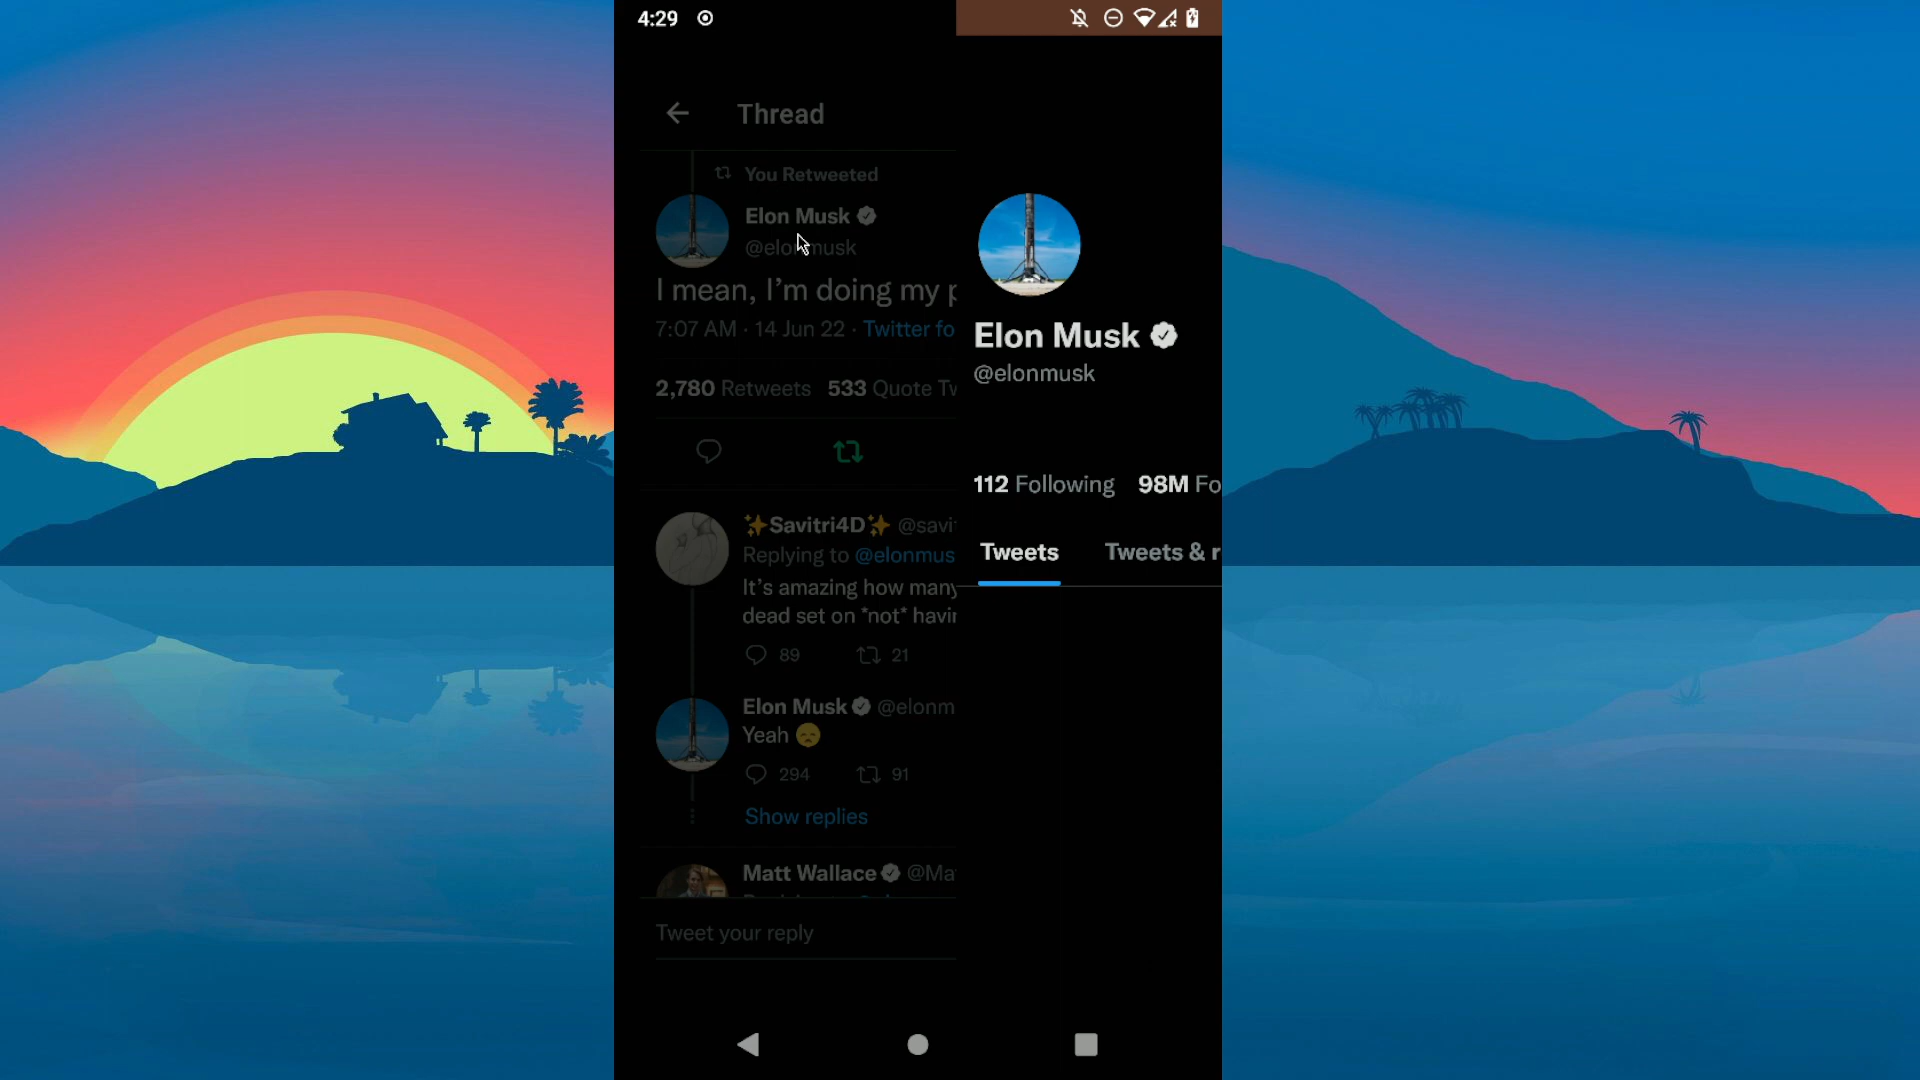 4:29
Thread
You Retweeted
Elon Musk
@elonmusk
I mean, I’m doing my p
7:07 AM · 14 Jun 22 · Twitter fo
2,780 Retweets 533 Quote Tw
✨Savitri4D✨ @savit
Replying to @elonmus
It’s amazing how many
dead set on *not* havin
89 21
Elon Musk @elonm
Yeah 😞
294 91
Show replies
Matt Wallace @Ma
Tweet your reply
Elon Musk
@elonmusk
112 Following 98M Fo
Tweets Tweets & r